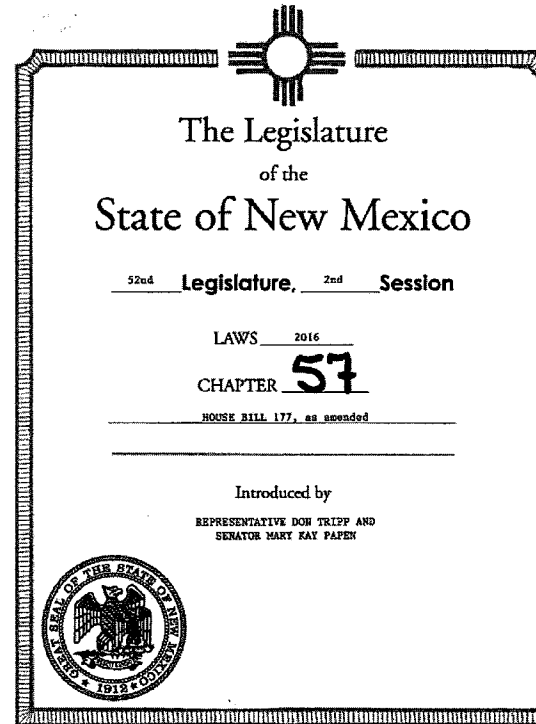 The Legislature
of the
State of New Mexico
52nd Legislature, 2nd Session
LAWS 2016
CHAPTER 57
HOUSE BILL 177, as amended
Introduced by
REPRESENTATIVE DON TRIPP AND
SENATOR MARY KAY PAPEN
GREAT SEAL OF THE STATE OF NEW MEXICO
1912